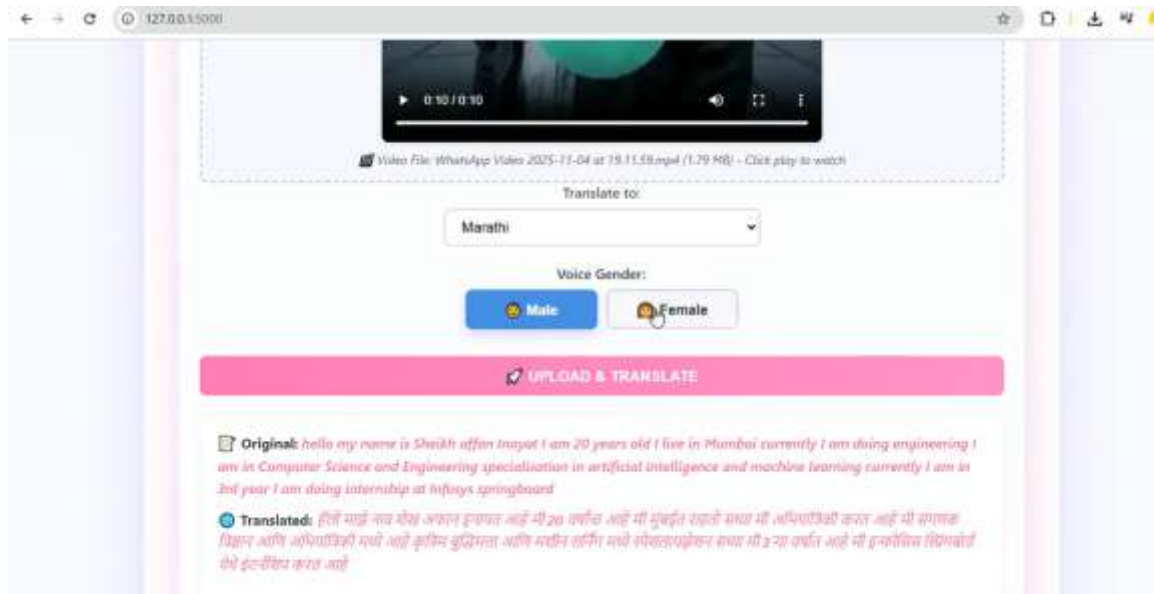 127.0.0.1:5000
0:10 / 0:10
Video File: WhatsApp Video 2025-11-04 at 19.11.59.mp4 (1.79 MB) - Click play to watch
Translate to:
Marathi
Voice Gender:
Male
Female
UPLOAD & TRANSLATE
Original: hello my name is Sheikh affan Inayat I am 20 years old I live in Mumbai currently I am doing engineering I
am in Computer Science and Engineering specialisation in artificial intelligence and machine learning currently I am in
3rd year I am doing internship at Infosys springboard
Translated: माझे नाव शेख अफान इनायत आहे मी 20 वर्षांचा आहे मी मुंबईत राहतो सध्या मी अभियांत्रिकी करत आहे मी संगणक
विज्ञान आणि अभियांत्रिकी मध्ये आहे कृत्रिम बुद्धिमत्ता आणि मशीन लर्निंग मध्ये सध्या मी 3 ऱ्या वर्षात आहे मी इन्फोसिस स्प्रिंगबोर्ड
येथे इंटर्नशिप करत आहे